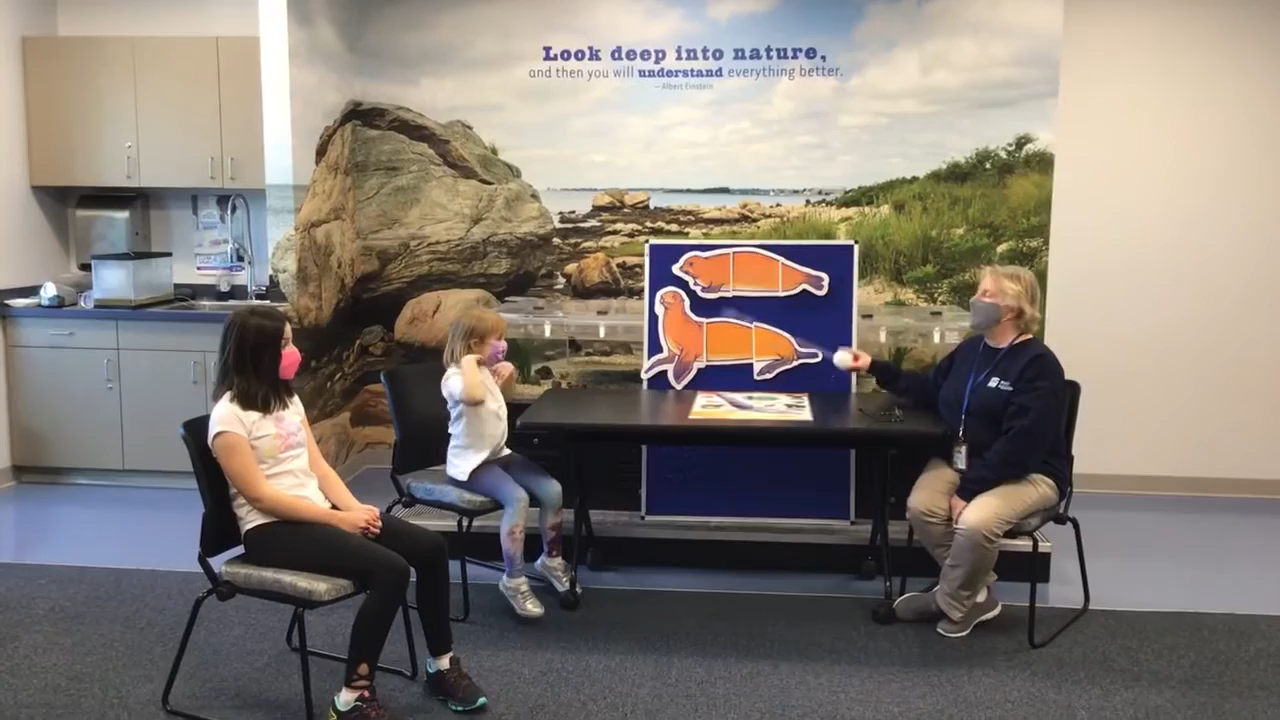 Look deep into nature,
and then you will understand everything better.
— Albert Einstein